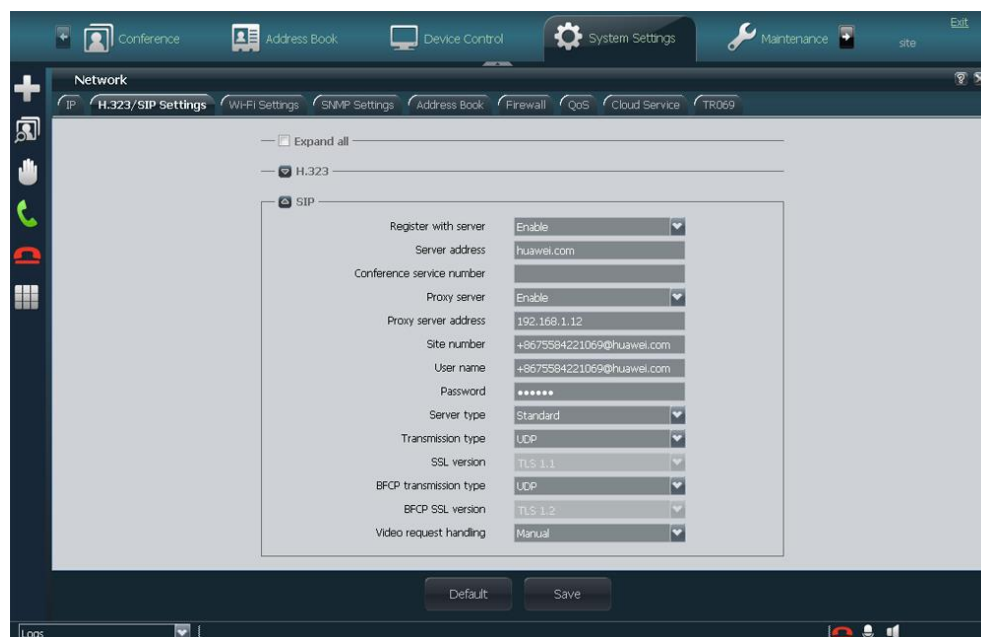 Exit
Conference Address Book Device Control System Settings Maintenance site
Network
IP H.323/SIP Settings Wi-Fi Settings SNMP Settings Address Book Firewall QoS Cloud Service TR069
Expand all
H.323
SIP
Register with server Enable
Server address huawei.com
Conference service number
Proxy server Enable
Proxy server address 192.168.1.12
Site number +8675584221069@huawei.com
User name +8675584221069@huawei.com
Password ••••••
Server type Standard
Transmission type UDP
SSL version TLS 1.1
BFCP transmission type UDP
BFCP SSL version TLS 1.2
Video request handling Manual
Default Save
Logs